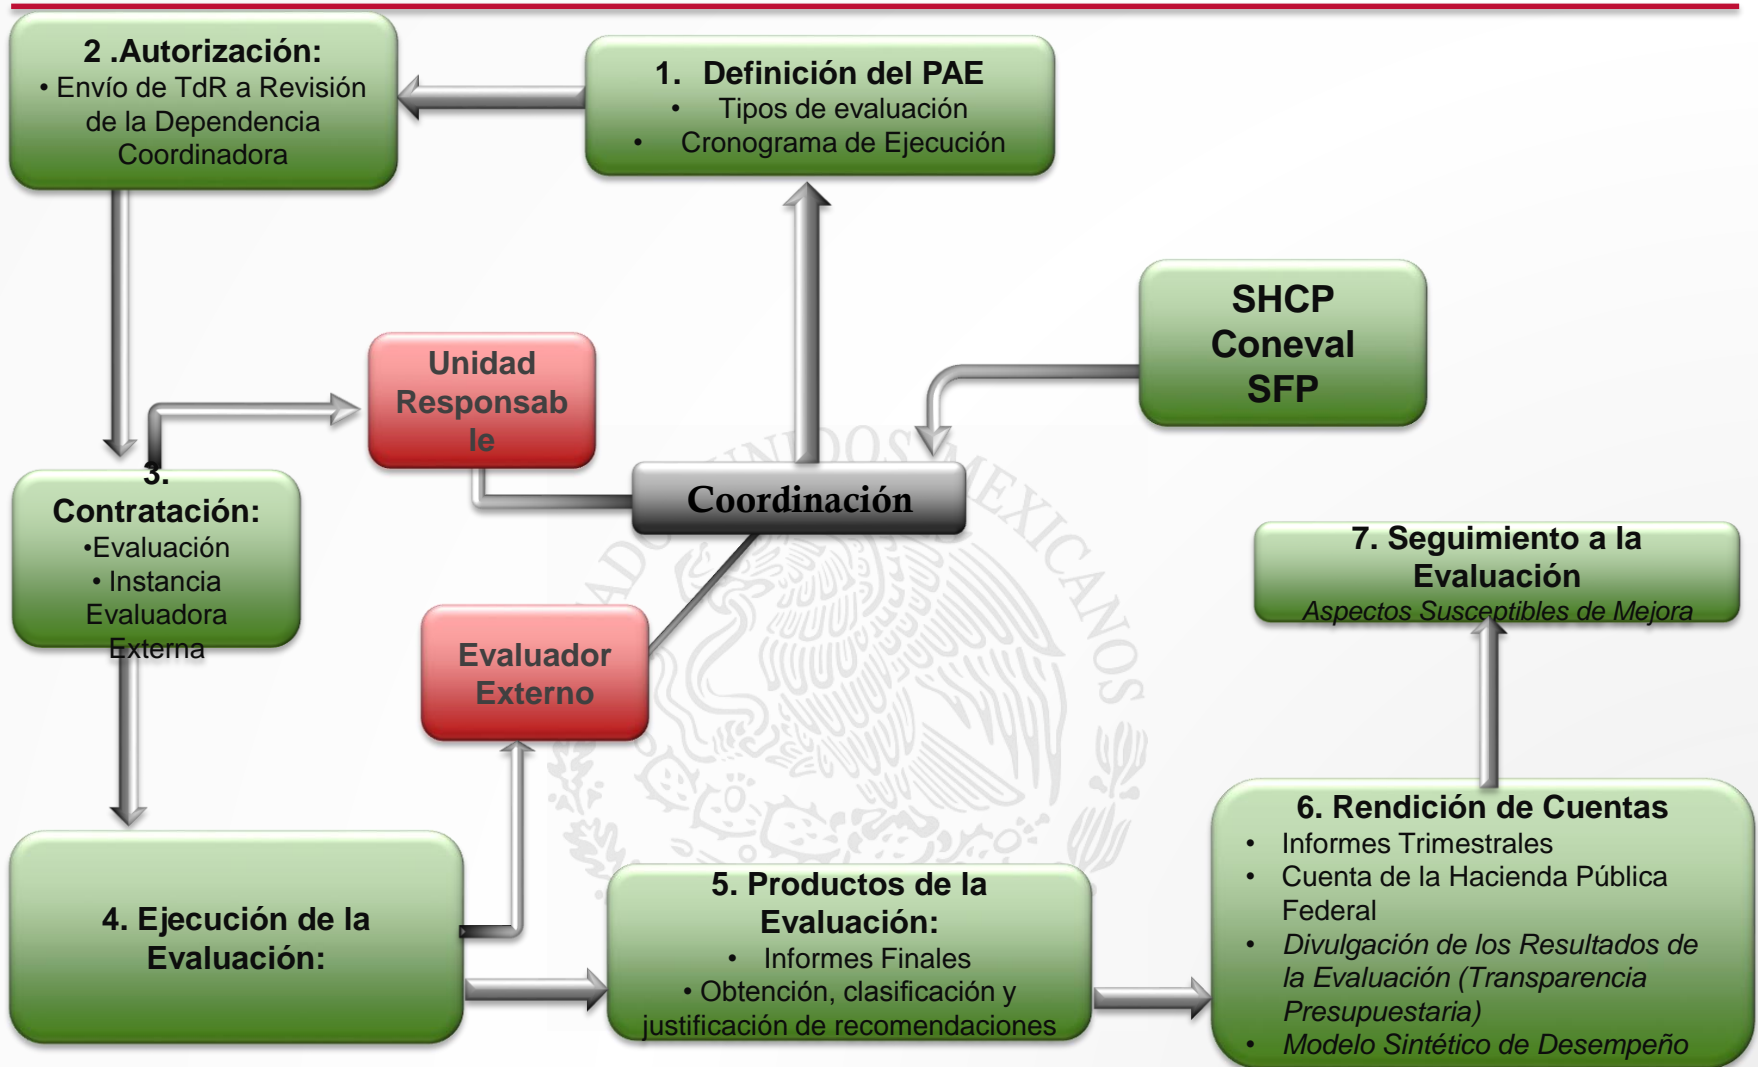 2 .Autorización:
• Envío de TdR a Revisión
de la Dependencia
Coordinadora
1. Definición del PAE
• Tipos de evaluación
• Cronograma de Ejecución
SHCP
Coneval
SFP
Unidad
Responsab
le
Coordinación
3.
Contratación:
•Evaluación
• Instancia
Evaluadora
Externa
Evaluador
Externo
7. Seguimiento a la
Evaluación
Aspectos Susceptibles de Mejora
4. Ejecución de la
Evaluación:
5. Productos de la
Evaluación:
• Informes Finales
• Obtención, clasificación y
justificación de recomendaciones
6. Rendición de Cuentas
• Informes Trimestrales
• Cuenta de la Hacienda Pública
Federal
• Divulgación de los Resultados de
la Evaluación (Transparencia
Presupuestaria)
• Modelo Sintético de Desempeño
UNIDOS MEXICANOS